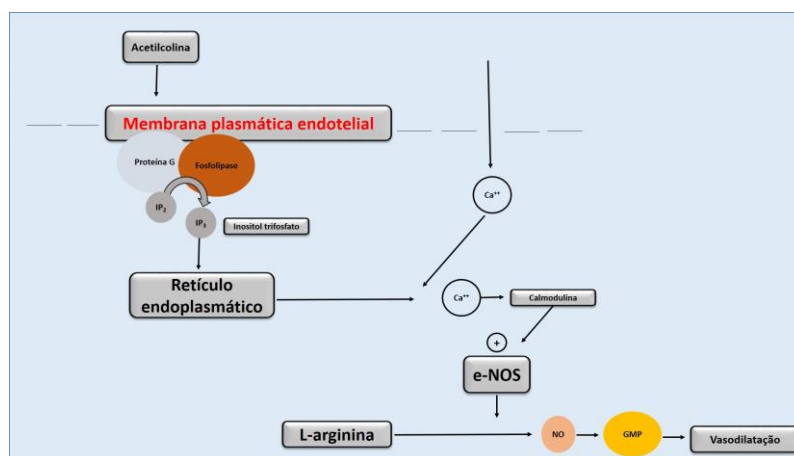 Acetilcolina
Membrana plasmática endotelial
Proteína G
Fosfolipase
IP₂
IP₃
Inositol trifosfato
Ca⁺⁺
Retículo
endoplasmático
Ca⁺⁺
Calmodulina
+
e-NOS
L-arginina
NO
GMP
Vasodilatação